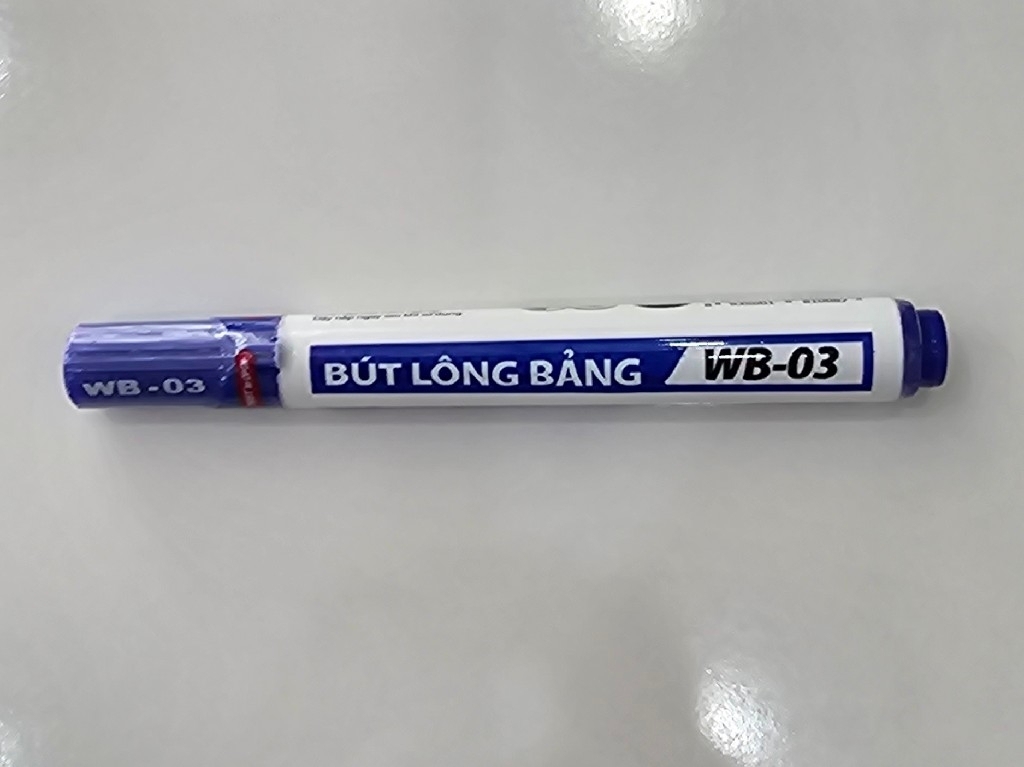 WB - 03
BÚT LÔNG BẢNG WB-03